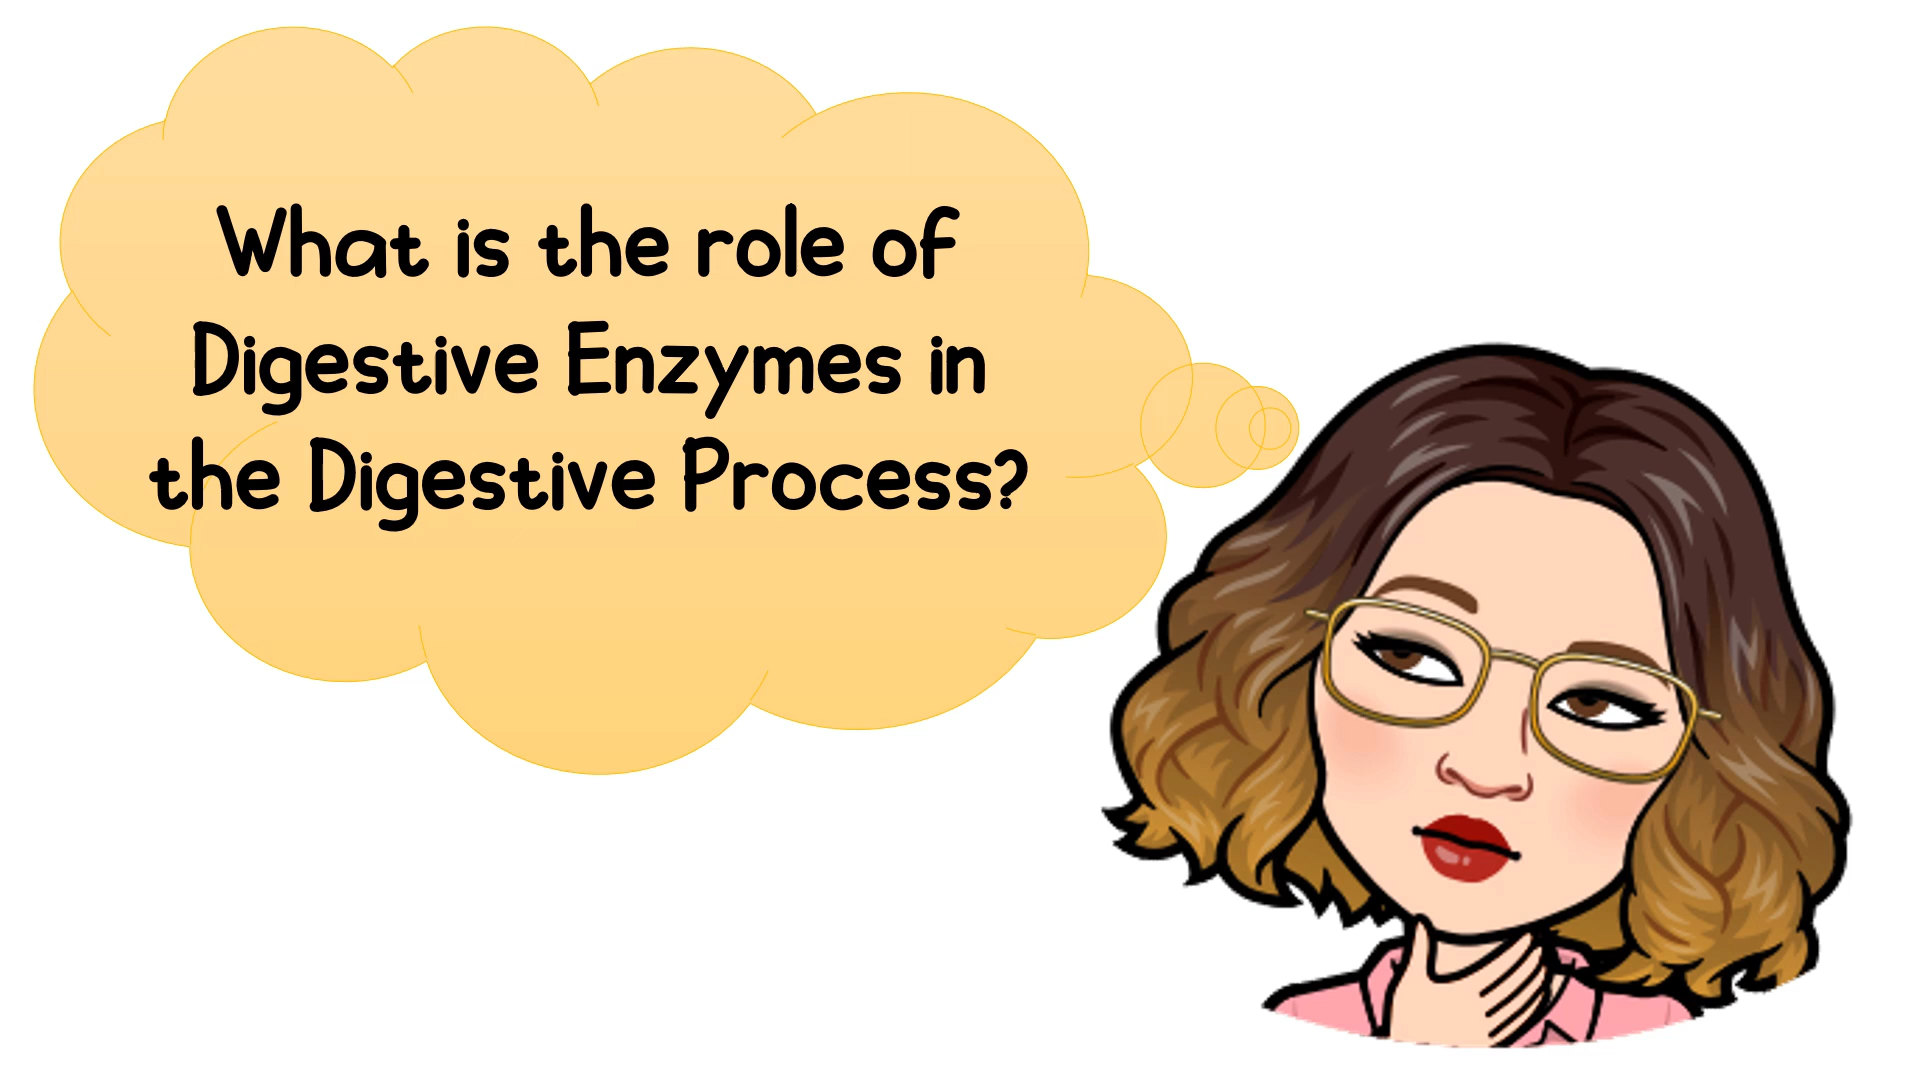 What is the role of
Digestive Enzymes in
the Digestive Process?